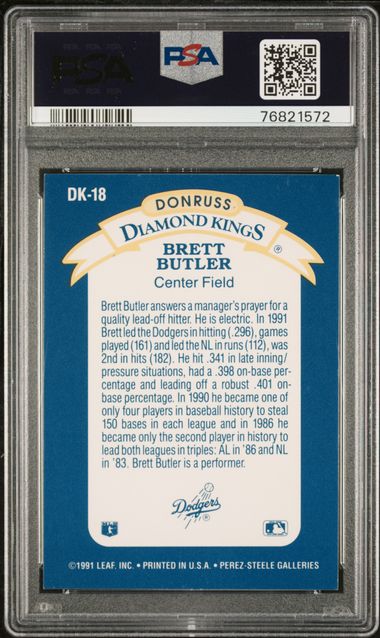 PSA
PSA
76821572
DK-18
DONRUSS
DIAMOND KINGS®
BRETT
BUTLER
Center Field
Brett Butler answers a manager's prayer for a
quality lead-off hitter. He is electric. In 1991
Brett led the Dodgers in hitting (.296), games
played (161) and led the NL in runs (112), was
2nd in hits (182). He hit .341 in late inning/
pressure situations, had a .398 on-base per-
centage and leading off a robust .401 on-
base percentage. In 1990 he became one of
only four players in baseball history to steal
150 bases in each league and in 1986 he
became only the second player in history to
lead both leagues in triples: AL in '86 and NL
in '83. Brett Butler is a performer.
Dodgers®
©1991 LEAF, INC. • PRINTED IN U.S.A. • PEREZ-STEELE GALLERIES